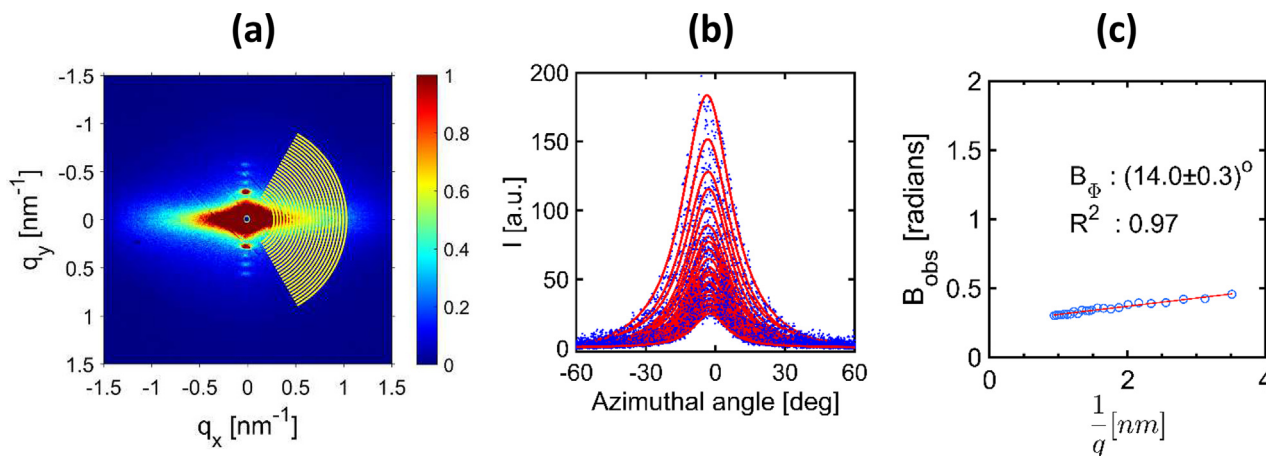 (a)
(b)
(c)
-1.5
-1
-0.5
0
0.5
1
1.5
q_y [nm^-1]
-1.5 -1 -0.5 0 0.5 1 1.5
q_x [nm^-1]
1
0.8
0.6
0.4
0.2
0
200
150
100
50
0
I [a.u.]
-60 -30 0 30 60
Azimuthal angle [deg]
2
1.5
1
0.5
0
B_obs [radians]
B_Φ : (14.0±0.3)^o
R^2 : 0.97
0 2 4
1/q [nm]